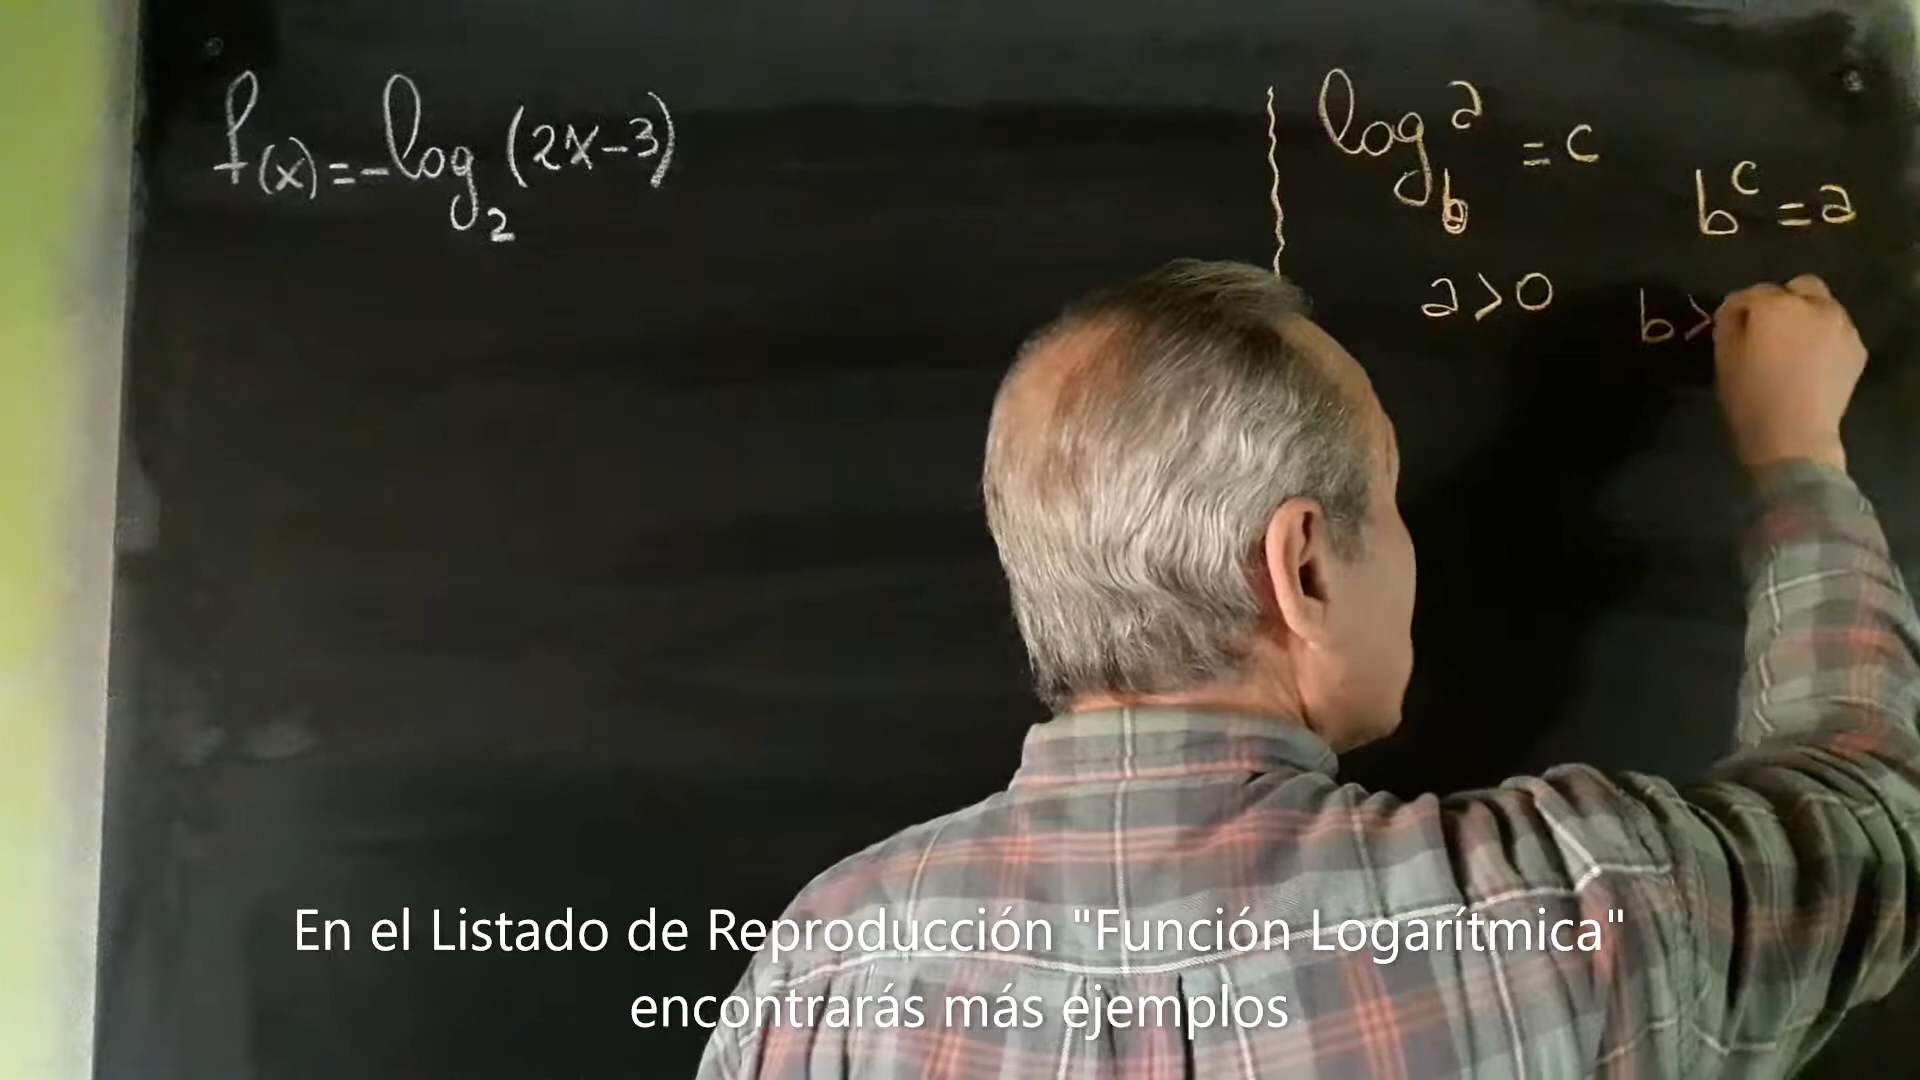 f(x)=-log₂(2x-3)
log_b a = c
b^c = a
a>0
b>
En el Listado de Reproducción "Función Logarítmica"
encontrarás más ejemplos